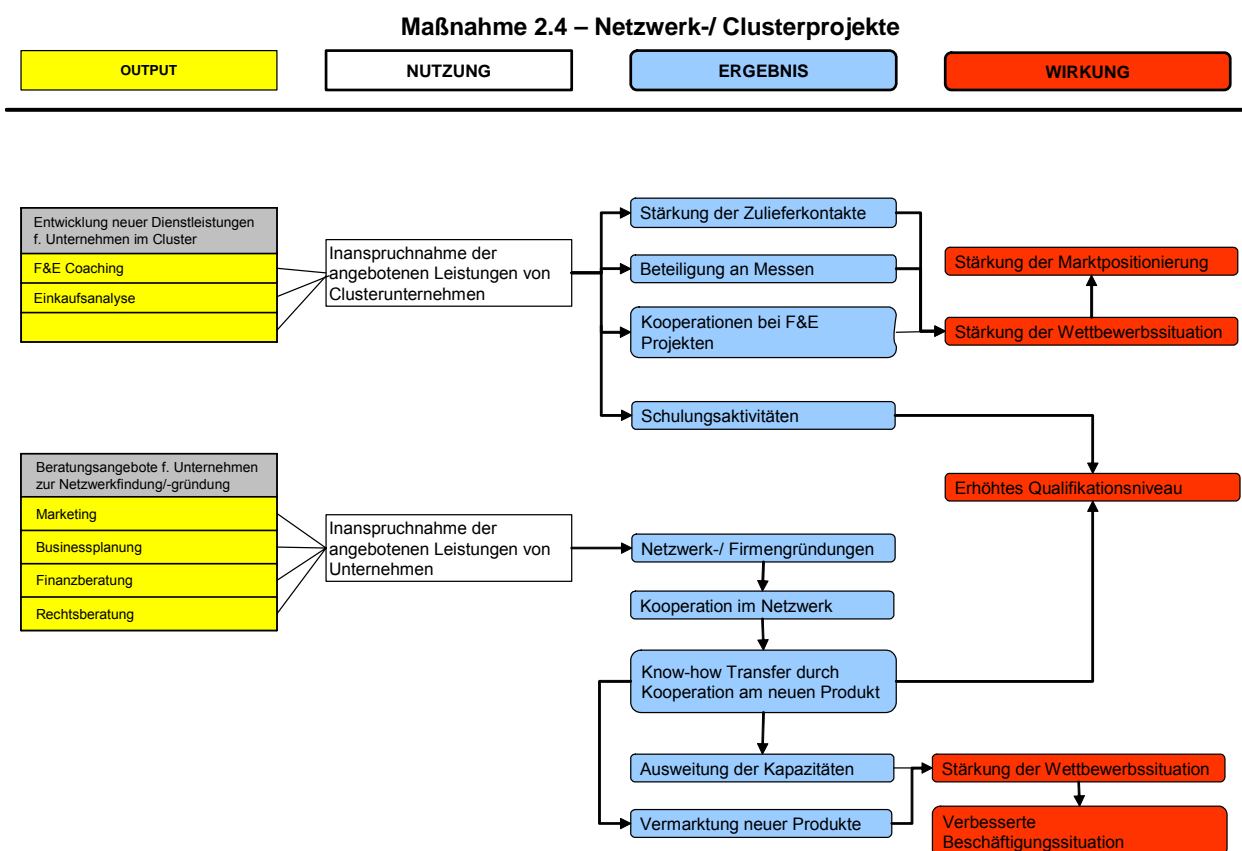 Maßnahme 2.4 – Netzwerk-/ Clusterprojekte
OUTPUT
NUTZUNG
ERGEBNIS
WIRKUNG
Entwicklung neuer Dienstleistungen
f. Unternehmen im Cluster
F&E Coaching
Einkaufsanalyse
Inanspruchnahme der
angebotenen Leistungen von
Clusterunternehmen
Stärkung der Zulieferkontakte
Beteiligung an Messen
Kooperationen bei F&E
Projekten
Schulungsaktivitäten
Stärkung der Marktpositionierung
Stärkung der Wettbewerbssituation
Erhöhtes Qualifikationsniveau
Beratungsangebote f. Unternehmen
zur Netzwerkfindung/-gründung
Marketing
Businessplanung
Finanzberatung
Rechtsberatung
Inanspruchnahme der
angebotenen Leistungen von
Unternehmen
Netzwerk-/ Firmengründungen
Kooperation im Netzwerk
Know-how Transfer durch
Kooperation am neuen Produkt
Ausweitung der Kapazitäten
Vermarktung neuer Produkte
Stärkung der Wettbewerbssituation
Verbesserte
Beschäftigungssituation